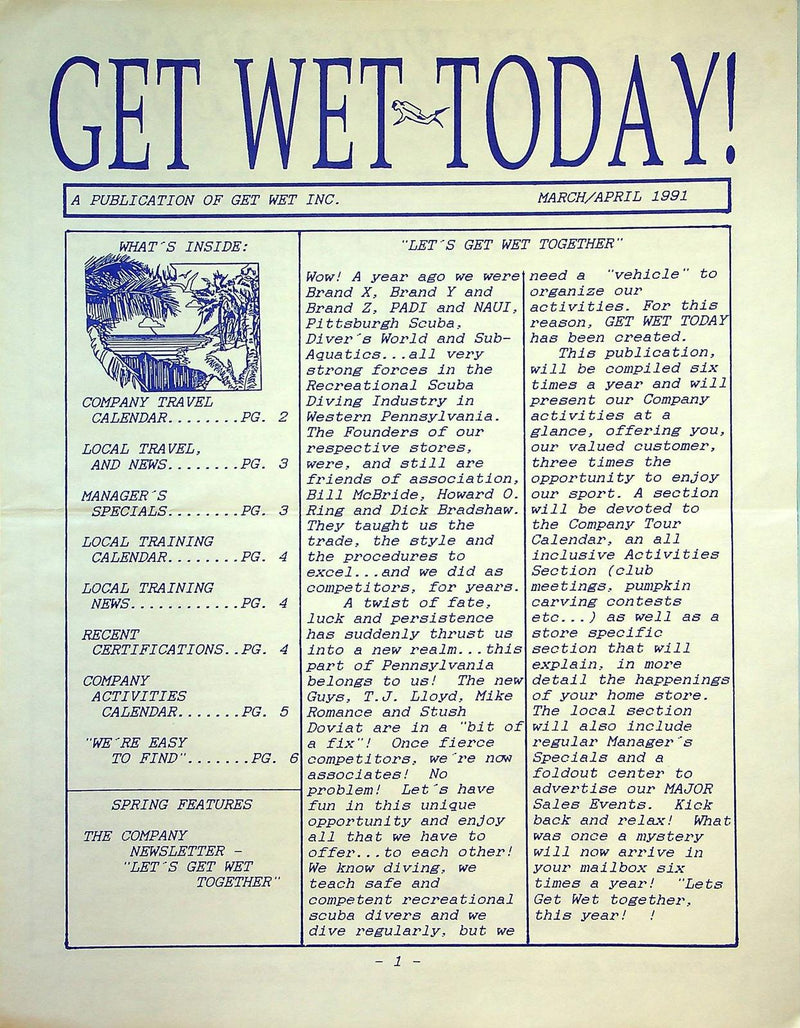 GET WET TODAY!
A PUBLICATION OF GET WET INC. MARCH/APRIL 1991
WHAT´S INSIDE:
COMPANY TRAVEL
CALENDAR........PG. 2
LOCAL TRAVEL,
AND NEWS........PG. 3
MANAGER´S
SPECIALS........PG. 3
LOCAL TRAINING
CALENDAR........PG. 4
LOCAL TRAINING
NEWS............PG. 4
RECENT
CERTIFICATIONS..PG. 4
COMPANY
ACTIVITIES
CALENDAR.......PG. 5
"WE´RE EASY
TO FIND".......PG. 6
SPRING FEATURES
THE COMPANY
NEWSLETTER -
"LET´S GET WET
TOGETHER"
"LET´S GET WET TOGETHER"
Wow! A year ago we were
Brand X, Brand Y and
Brand Z, PADI and NAUI,
Pittsburgh Scuba,
Diver´s World and Sub-
Aquatics...all very
strong forces in the
Recreational Scuba
Diving Industry in
Western Pennsylvania.
The Founders of our
respective stores,
were, and still are
friends of association,
Bill McBride, Howard O.
Ring and Dick Bradshaw.
They taught us the
trade, the style and
the procedures to
excel...and we did as
competitors, for years.
A twist of fate,
luck and persistence
has suddenly thrust us
into a new realm...this
part of Pennsylvania
belongs to us! The new
Guys, T.J. Lloyd, Mike
Romance and Stush
Doviat are in a "bit of
a fix"! Once fierce
competitors, we´re now
associates! No
problem! Let´s have
fun in this unique
opportunity and enjoy
all that we have to
offer...to each other!
We know diving, we
teach safe and
competent recreational
scuba divers and we
dive regularly, but we
need a "vehicle" to
organize our
activities. For this
reason, GET WET TODAY
has been created.
This publication,
will be compiled six
times a year and will
present our Company
activities at a
glance, offering you,
our valued customer,
three times the
opportunity to enjoy
our sport. A section
will be devoted to
the Company Tour
Calendar, an all
inclusive Activities
Section (club
meetings, pumpkin
carving contests
etc...) as well as a
store specific
section that will
explain, in more
detail the happenings
of your home store.
The local section
will also include
regular Manager´s
Specials and a
foldout center to
advertise our MAJOR
Sales Events. Kick
back and relax! What
was once a mystery
will now arrive in
your mailbox six
times a year! "Lets
Get Wet together,
this year! !
- 1 -